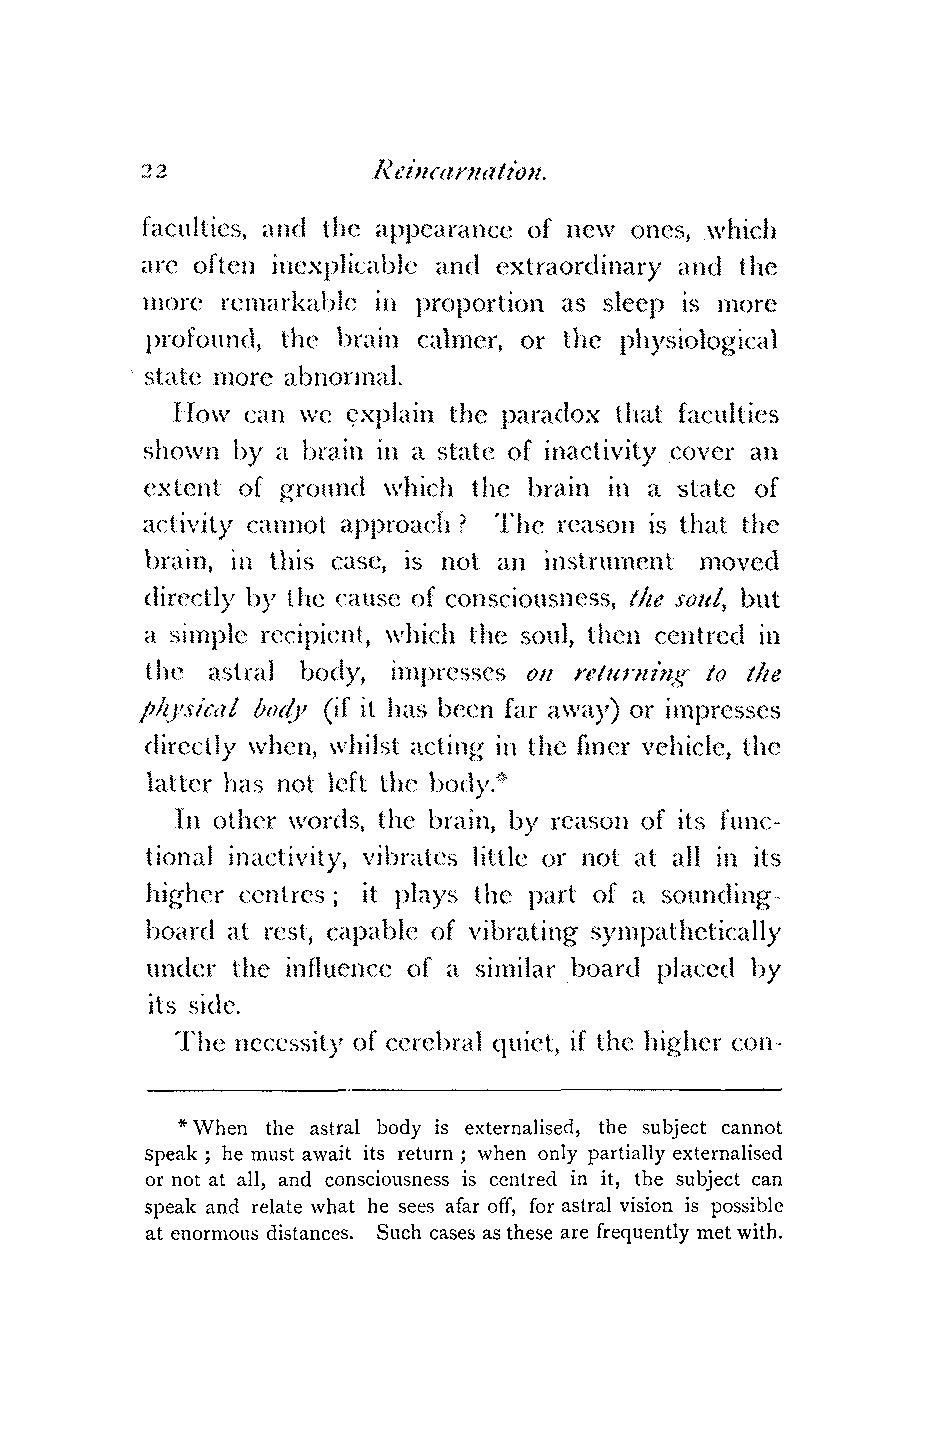 22 Reincarnation.
faculties, and the appearance of new ones, which
are often inexplicable and extraordinary and the
more remarkable in proportion as sleep is more
profound, the brain calmer, or the physiological
state more abnormal.
How can we explain the paradox that faculties
shown by a brain in a state of inactivity cover an
extent of ground which the brain in a state of
activity cannot approach ? The reason is that the
brain, in this case, is not an instrument moved
directly by the cause of consciousness, the soul, but
a simple recipient, which the soul, then centred in
the astral body, impresses on returning to the
physical body (if it has been far away) or impresses
directly when, whilst acting in the finer vehicle, the
latter has not left the body.*
In other words, the brain, by reason of its func-
tional inactivity, vibrates little or not at all in its
higher centres ; it plays the part of a sounding-
board at rest, capable of vibrating sympathetically
under the influence of a similar board placed by
its side.
The necessity of cerebral quiet, if the higher con-
* When the astral body is externalised, the subject cannot
speak ; he must await its return ; when only partially externalised
or not at all, and consciousness is centred in it, the subject can
speak and relate what he sees afar off, for astral vision is possible
at enormous distances. Such cases as these are frequently met with.